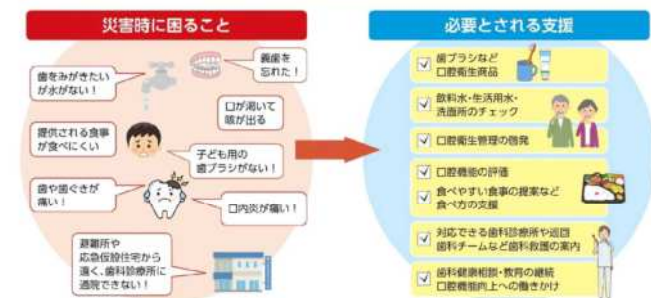 災害時に困ること
歯をみがきたい
が水がない！
義歯を
忘れた！
口が渇いて
咳が出る
提供される食事
が食べにくい
子ども用の
歯ブラシがない！
歯や歯ぐきが
痛い！
口内炎が痛い！
避難所や
応急仮設住宅から
遠く、歯科診療所に
通院できない！
必要とされる支援
歯ブラシなど
口腔衛生商品
飲料水・生活用水・
洗面所のチェック
口腔衛生管理の啓発
口腔機能の評価
食べやすい食事の提案など
食べ方の支援
対応できる歯科診療所や巡回
歯科チームなど歯科救護の案内
歯科健康相談・教育の継続
口腔機能向上への働きかけ